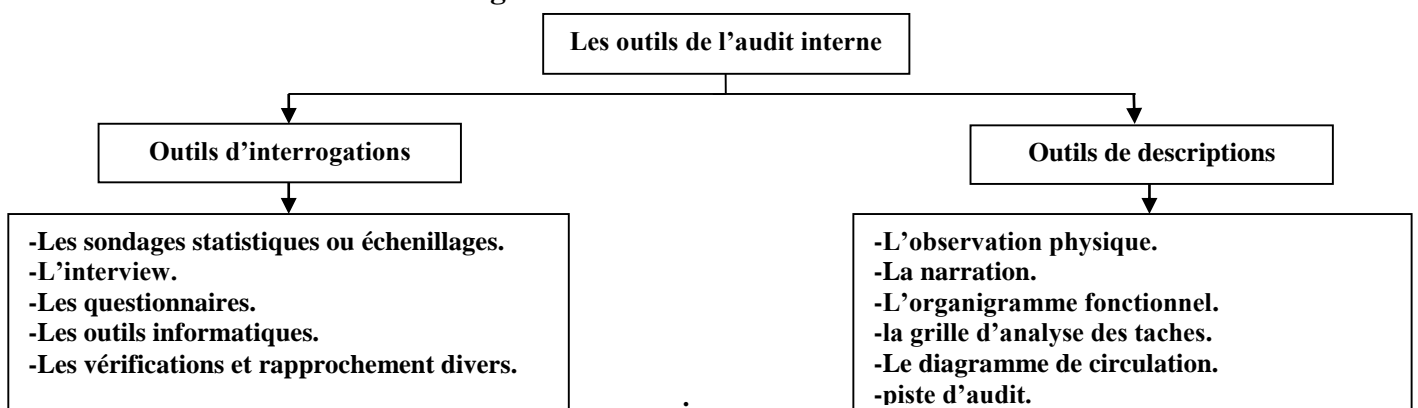 Les outils de l’audit interne
Outils d’interrogations
Outils de descriptions
-Les sondages statistiques ou échenillages.
-L’interview.
-Les questionnaires.
-Les outils informatiques.
-Les vérifications et rapprochement divers.
-L’observation physique.
-La narration.
-L’organigramme fonctionnel.
-la grille d’analyse des taches.
-Le diagramme de circulation.
-piste d’audit.